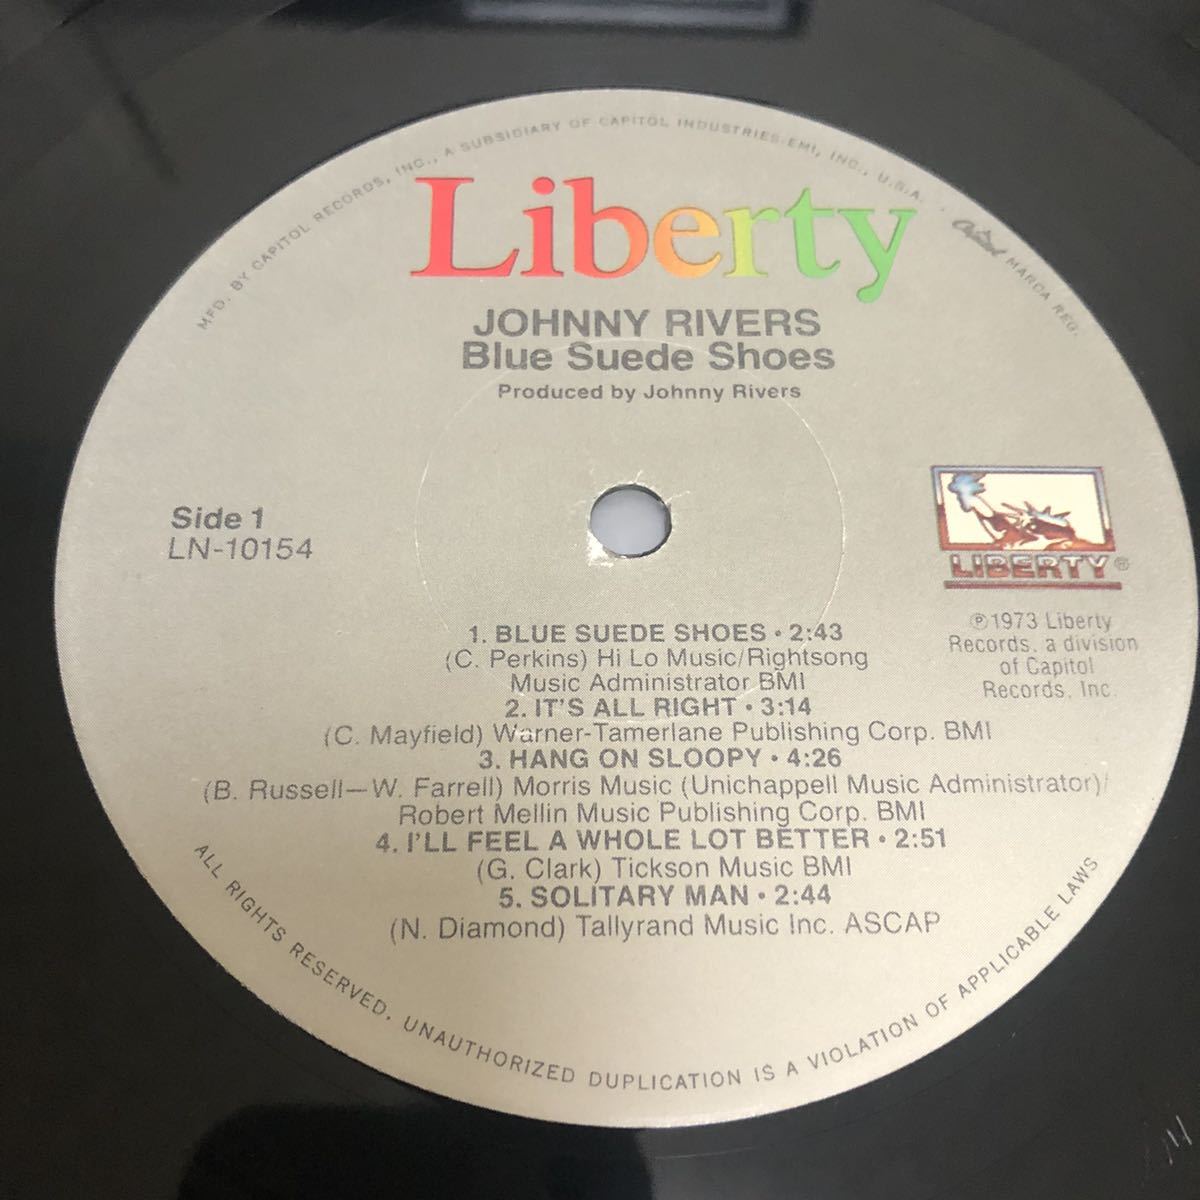 MFD. BY CAPITOL RECORDS, INC., A SUBSIDIARY OF CAPITOL INDUSTRIES-EMI, INC., U.S.A. · Capitol MARCA REG.
Liberty
JOHNNY RIVERS
Blue Suede Shoes
Produced by Johnny Rivers
Side 1
LN-10154
LIBERTY®
℗1973 Liberty
Records, a division
of Capitol
Records, Inc.
1. BLUE SUEDE SHOES · 2:43
(C. Perkins) Hi Lo Music/Rightsong
Music Administrator BMI
2. IT'S ALL RIGHT · 3:14
(C. Mayfield) Warner-Tamerlane Publishing Corp. BMI
3. HANG ON SLOOPY · 4:26
(B. Russell—W. Farrell) Morris Music (Unichappell Music Administrator)/
Robert Mellin Music Publishing Corp. BMI
4. I'LL FEEL A WHOLE LOT BETTER · 2:51
(G. Clark) Tickson Music BMI
5. SOLITARY MAN · 2:44
(N. Diamond) Tallyrand Music Inc. ASCAP
ALL RIGHTS RESERVED. UNAUTHORIZED DUPLICATION IS A VIOLATION OF APPLICABLE LAWS